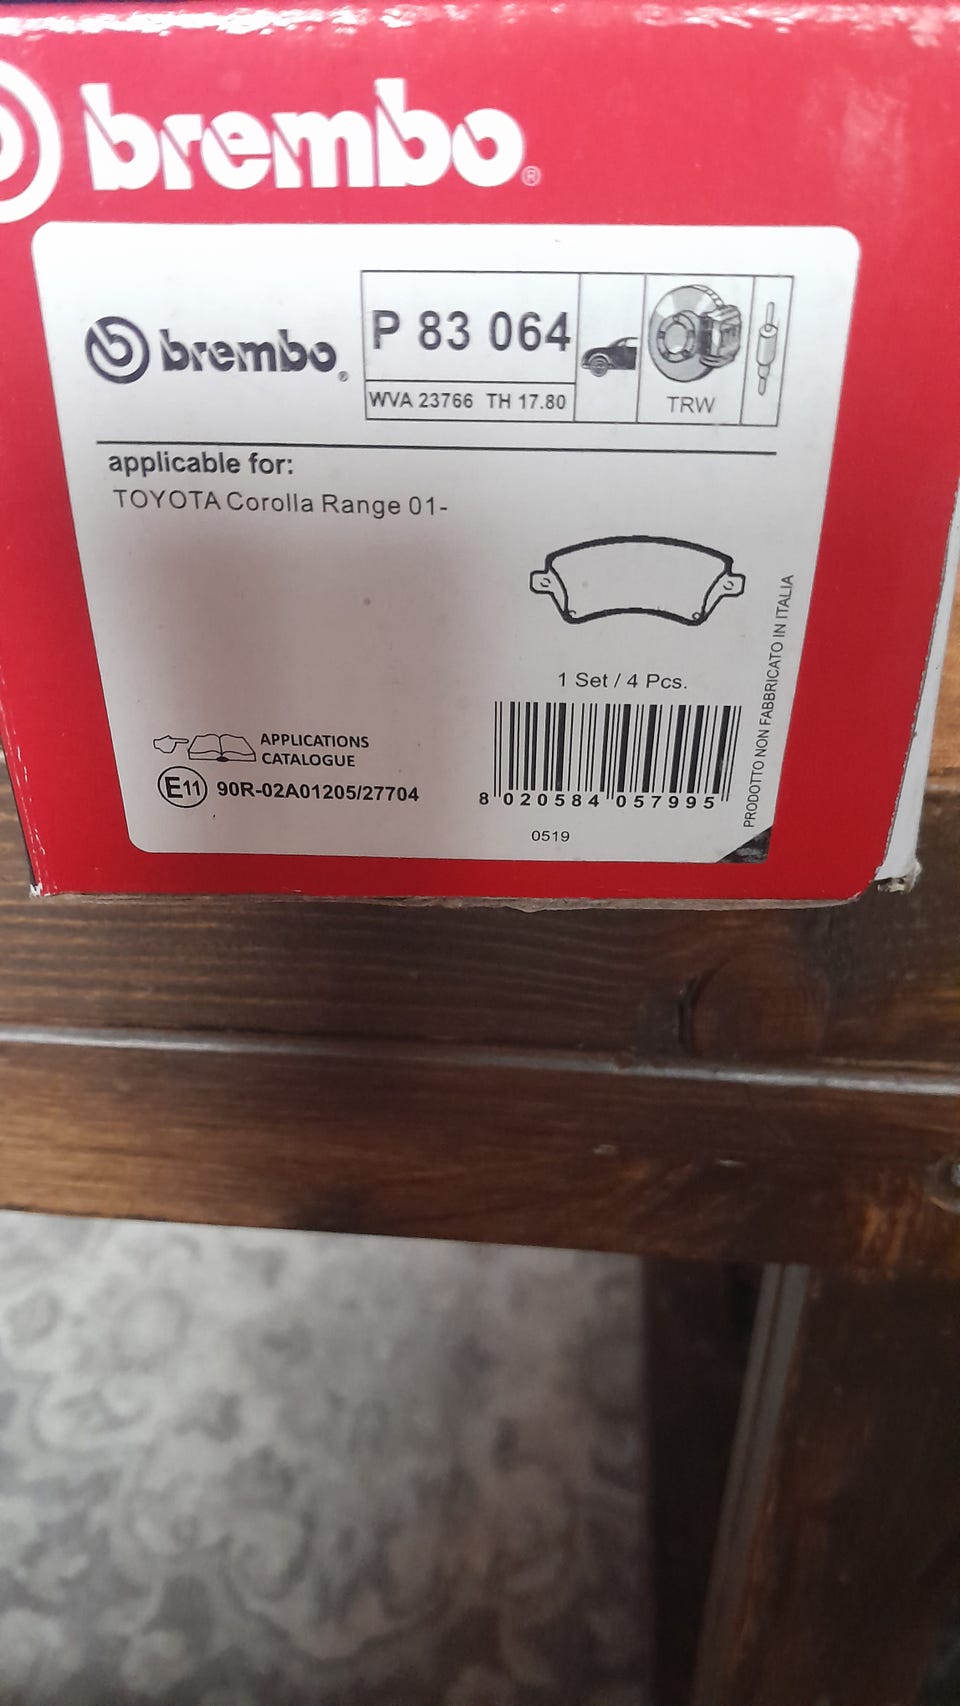 brembo®
brembo®
P 83 064
WVA 23766 TH 17.80
TRW
applicable for:
TOYOTA Corolla Range 01-
1 Set / 4 Pcs.
PRODOTTO NON FABBRICATO IN ITALIA
APPLICATIONS
CATALOGUE
E11 90R-02A01205/27704
8 020584 057995
0519